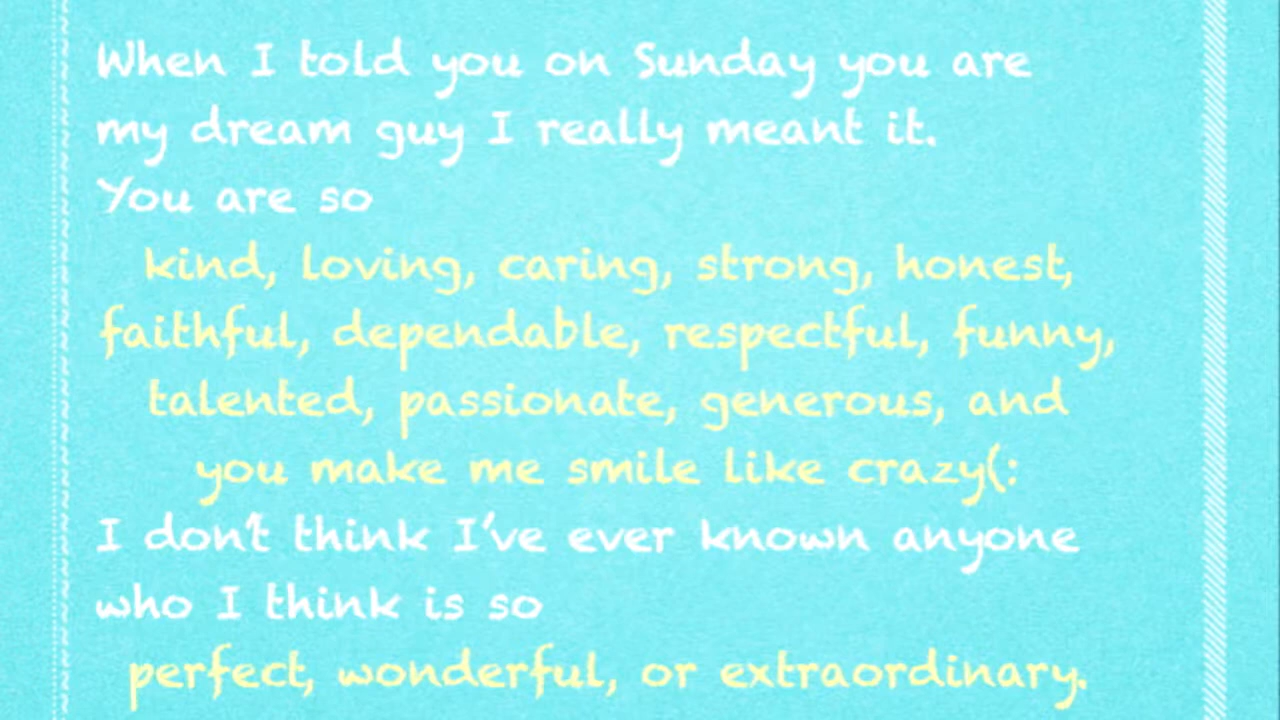 When I told you on Sunday you are
my dream guy I really meant it.
You are so
kind, loving, caring, strong, honest,
faithful, dependable, respectful, funny,
talented, passionate, generous, and
you make me smile like crazy(:
I don't think I've ever known anyone
who I think is so
perfect, wonderful, or extraordinary.